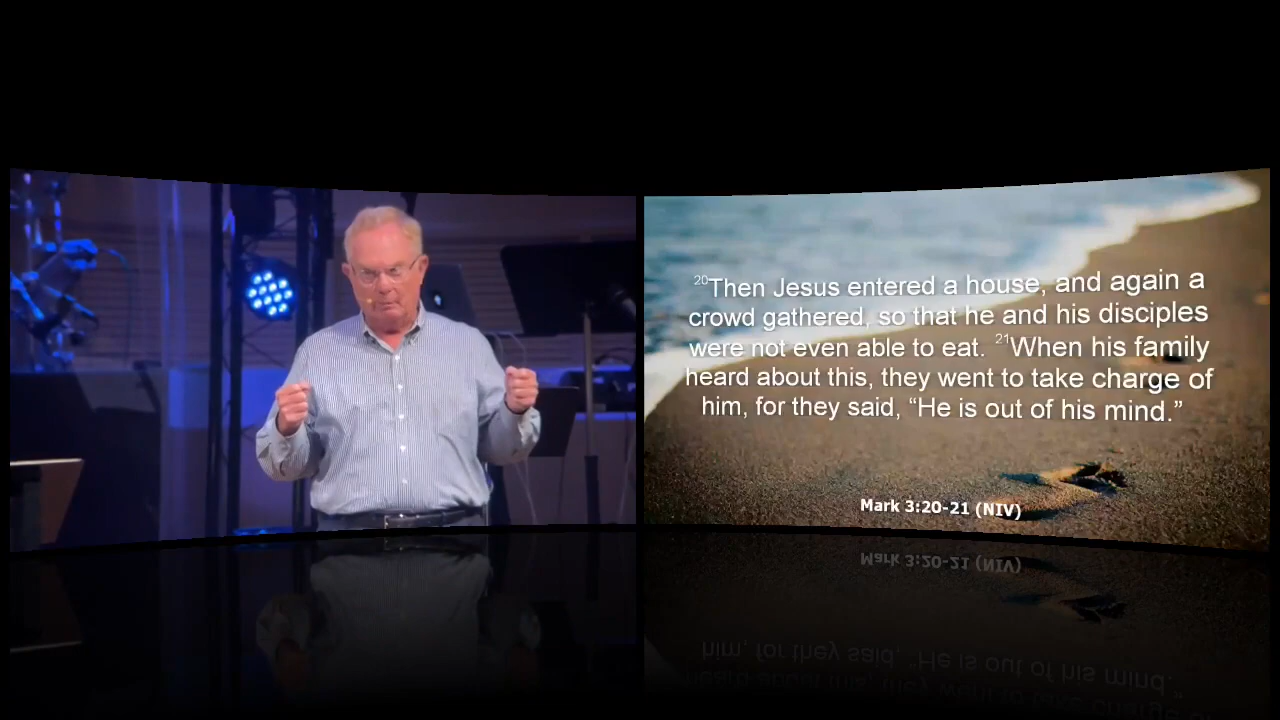 ²⁰Then Jesus entered a house, and again a
crowd gathered, so that he and his disciples
were not even able to eat. ²¹When his family
heard about this, they went to take charge of
him, for they said, “He is out of his mind.”
Mark 3:20-21 (NIV)